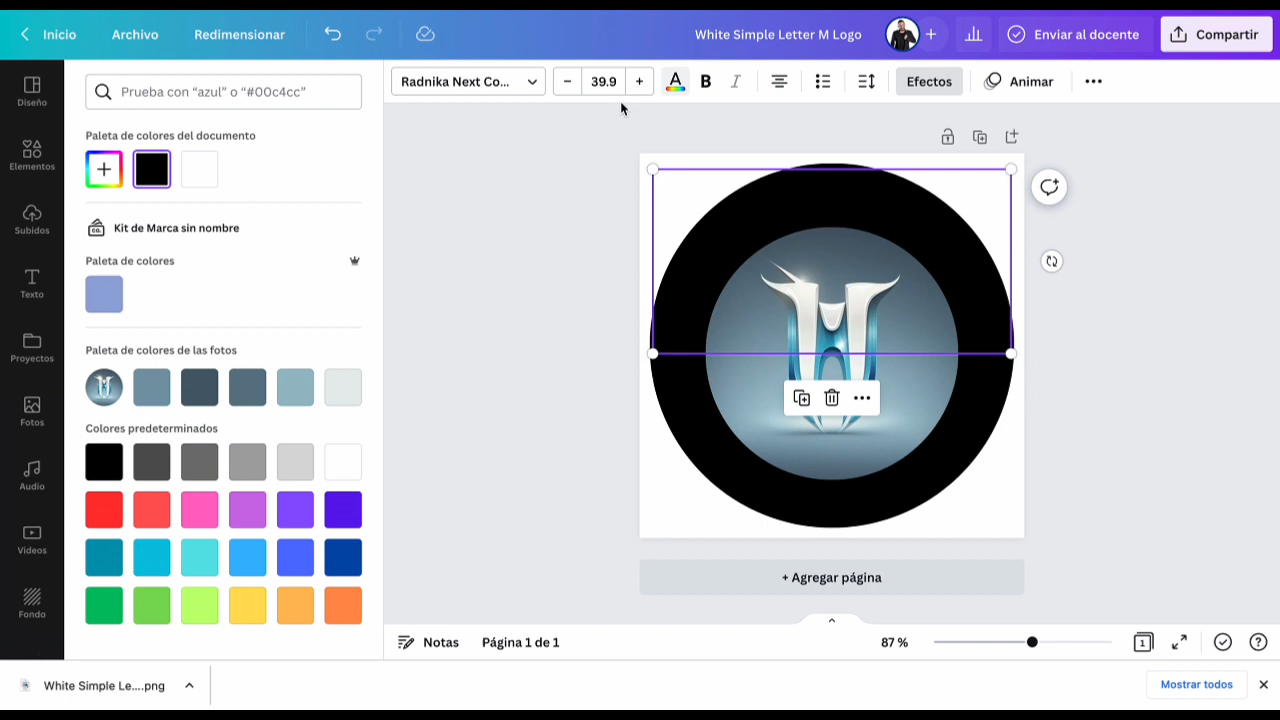 Inicio
Archivo
Redimensionar
White Simple Letter M Logo
Enviar al docente
Compartir
Diseño
Elementos
Subidos
Texto
Proyectos
Fotos
Audio
Videos
Fondo
Prueba con “azul” o “#00c4cc”
Paleta de colores del documento
Kit de Marca sin nombre
Paleta de colores
Paleta de colores de las fotos
Colores predeterminados
Radnika Next Co...
39.9
A
B
I
Efectos
Animar
+ Agregar página
Notas
Página 1 de 1
87 %
1
White Simple Le....png
Mostrar todos